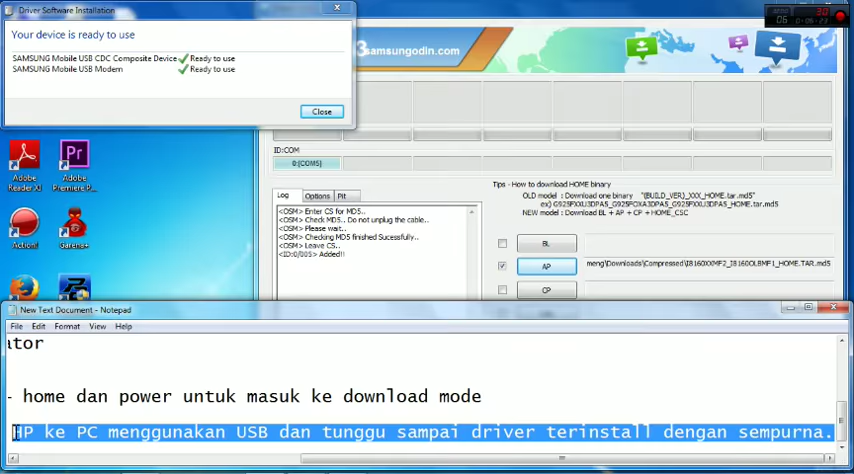 Driver Software Installation
Your device is ready to use
SAMSUNG Mobile USB CDC Composite Device Ready to use
SAMSUNG Mobile USB Modem Ready to use
Close
3 samsungodin.com
ID:COM
0:[COM5]
Adobe Reader XI
Adobe Premiere P...
Action!
Garena+
Log Options Pit
<OSM> Enter CS for MD5..
<OSM> Check MD5.. Do not unplug the cable..
<OSM> Please wait..
<OSM> Checking MD5 finished Sucessfully..
<OSM> Leave CS..
<ID:0/005> Added!!
Tips - How to download HOME binary
OLD model : Download one binary "(BUILD_VER)_XXX_HOME.tar.md5"
ex) G925FXXU3DPA5_G925FOXA3DPA5_G925FXXU3DPA5_HOME.tar.md5
NEW model : Download BL + AP + CP + HOME_CSC
BL
AP
meng\Downloads\Compressed\I8160XXMF2_I8160OLBMF1_HOME.TAR.md5
CP
New Text Document - Notepad
File Edit Format View Help
ator
- home dan power untuk masuk ke download mode
HP ke PC menggunakan USB dan tunggu sampai driver terinstall dengan sempurna.